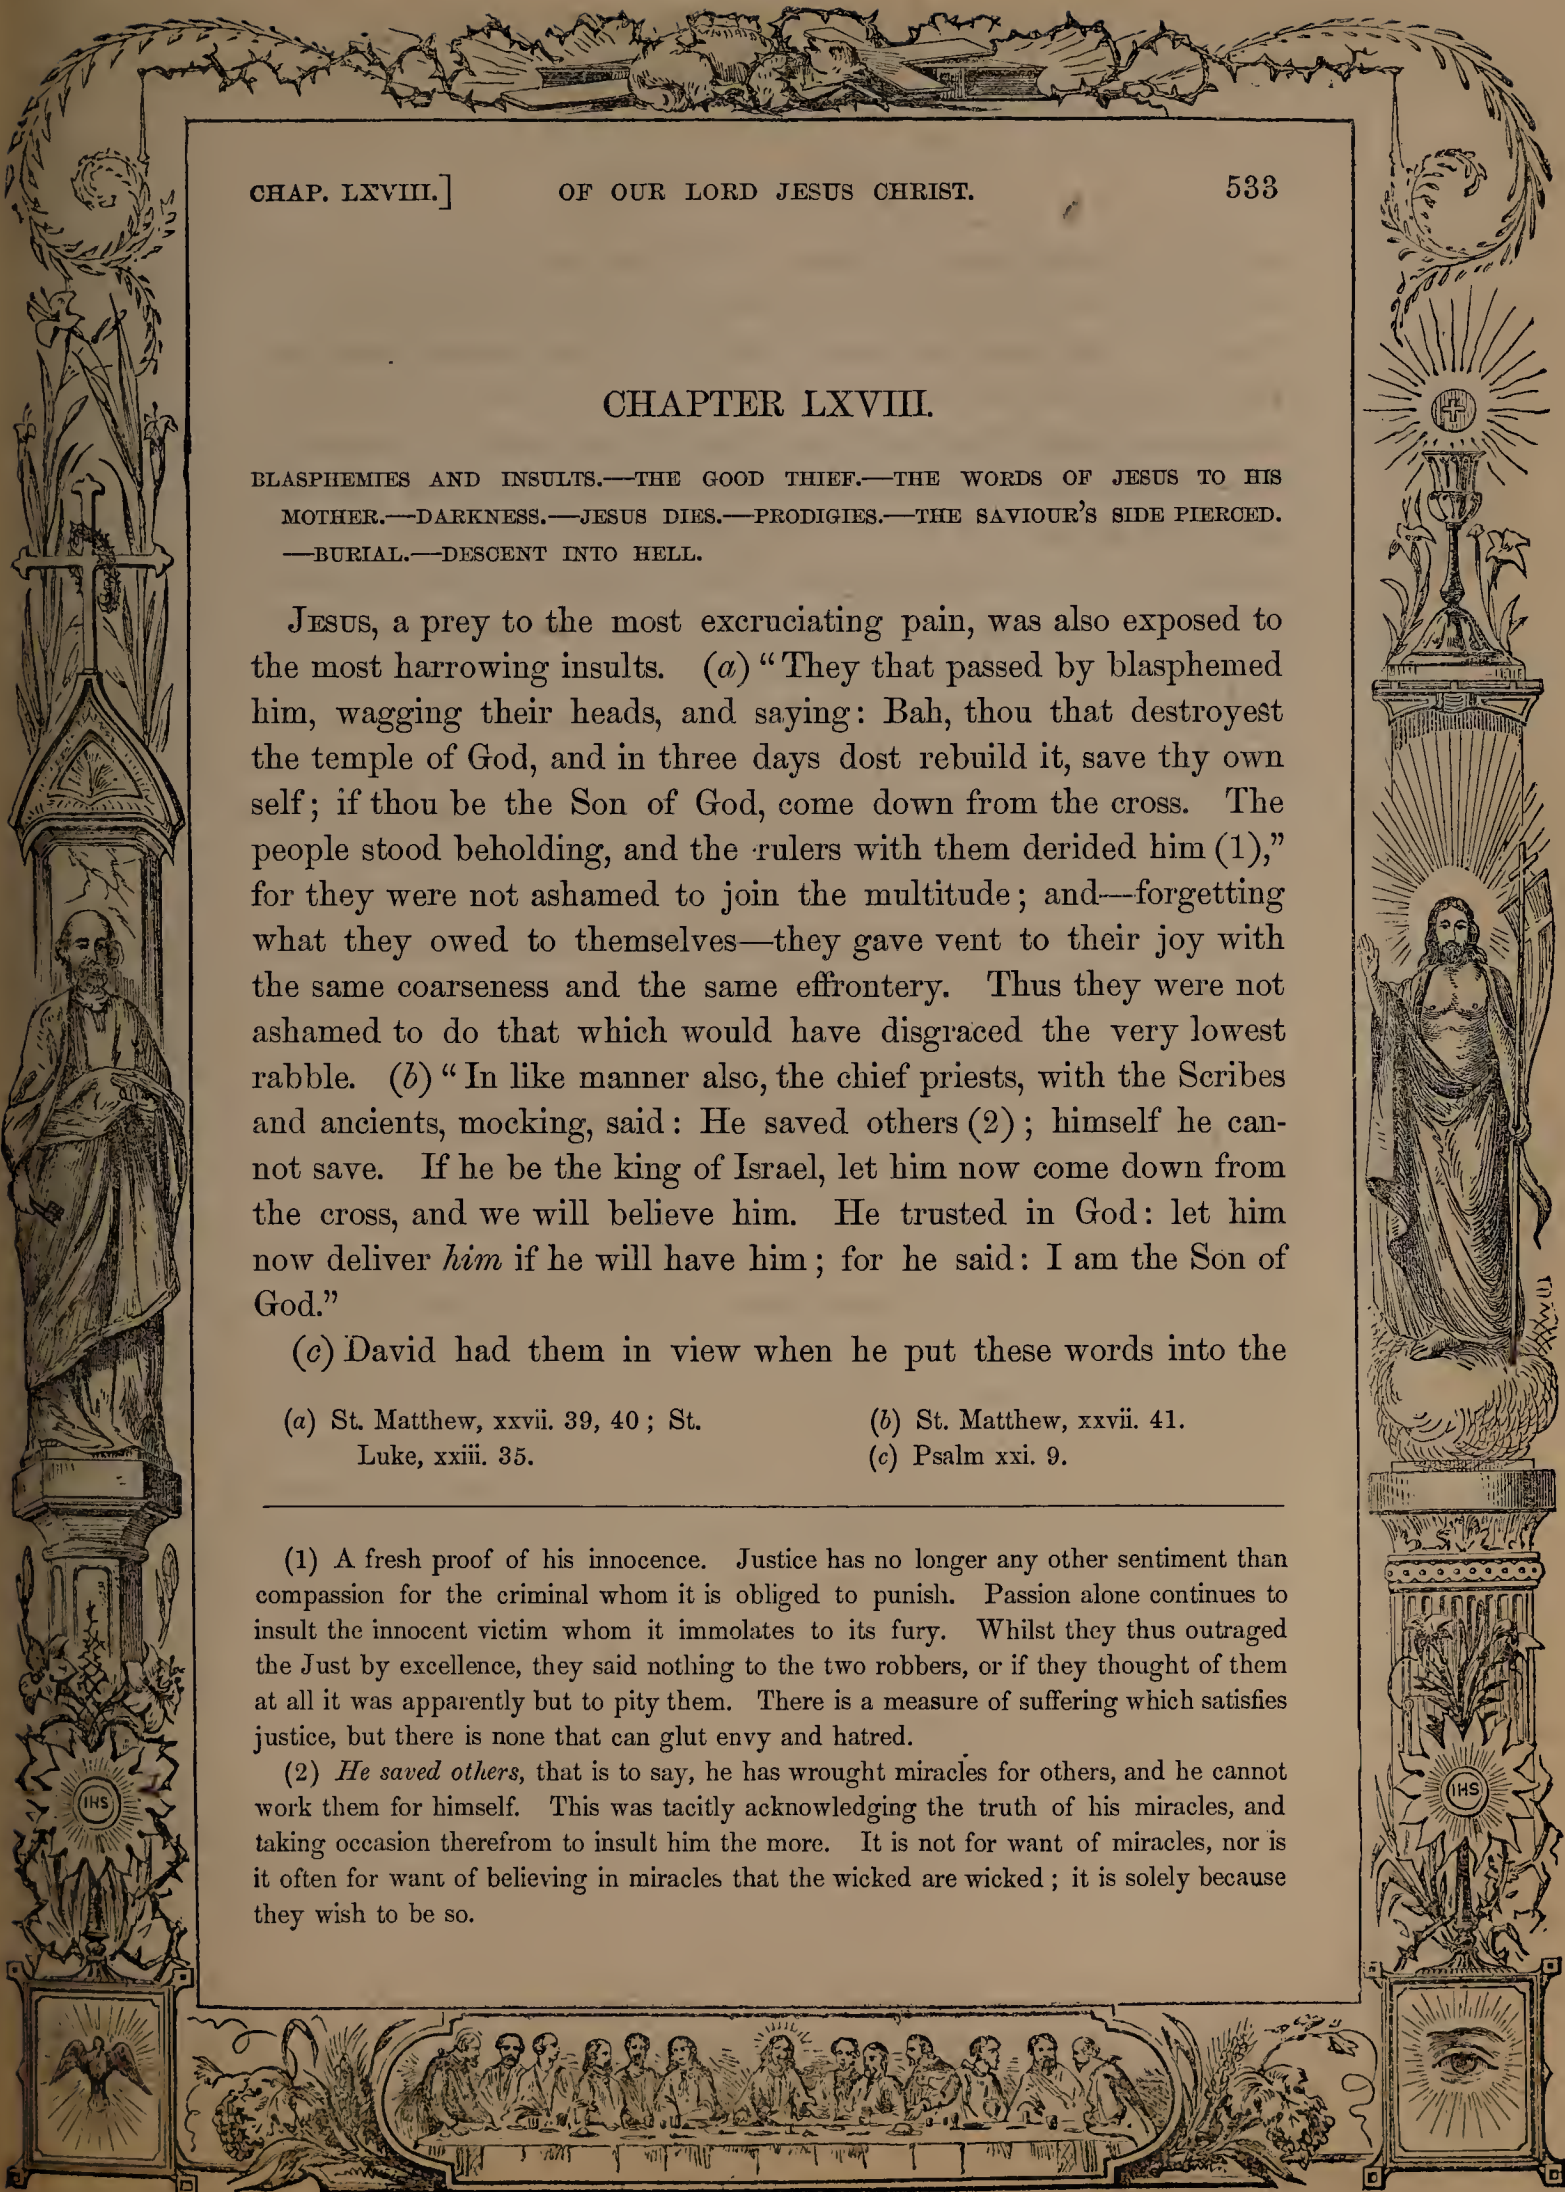 CHAP. LXVIII.] OF OUR LORD JESUS CHRIST. 533
CHAPTER LXVIII.
BLASPHEMIES AND INSULTS.—THE GOOD THIEF.—THE WORDS OF JESUS TO HIS
MOTHER.—DARKNESS.—JESUS DIES.—PRODIGIES.—THE SAVIOUR'S SIDE PIERCED.
—BURIAL.—DESCENT INTO HELL.
JESUS, a prey to the most excruciating pain, was also exposed to
the most harrowing insults. (a) "They that passed by blasphemed
him, wagging their heads, and saying: Bah, thou that destroyest
the temple of God, and in three days dost rebuild it, save thy own
self; if thou be the Son of God, come down from the cross. The
people stood beholding, and the rulers with them derided him (1),"
for they were not ashamed to join the multitude; and—forgetting
what they owed to themselves—they gave vent to their joy with
the same coarseness and the same effrontery. Thus they were not
ashamed to do that which would have disgraced the very lowest
rabble. (b) "In like manner also, the chief priests, with the Scribes
and ancients, mocking, said: He saved others (2); himself he can-
not save. If he be the king of Israel, let him now come down from
the cross, and we will believe him. He trusted in God: let him
now deliver him if he will have him; for he said: I am the Son of
God."
(c) David had them in view when he put these words into the
(a) St. Matthew, xxvii. 39, 40; St.
Luke, xxiii. 35.
(b) St. Matthew, xxvii. 41.
(c) Psalm xxi. 9.
(1) A fresh proof of his innocence. Justice has no longer any other sentiment than
compassion for the criminal whom it is obliged to punish. Passion alone continues to
insult the innocent victim whom it immolates to its fury. Whilst they thus outraged
the Just by excellence, they said nothing to the two robbers, or if they thought of them
at all it was apparently but to pity them. There is a measure of suffering which satisfies
justice, but there is none that can glut envy and hatred.
(2) He saved others, that is to say, he has wrought miracles for others, and he cannot
work them for himself. This was tacitly acknowledging the truth of his miracles, and
taking occasion therefrom to insult him the more. It is not for want of miracles, nor is
it often for want of believing in miracles that the wicked are wicked; it is solely because
they wish to be so.
IHS
IHS